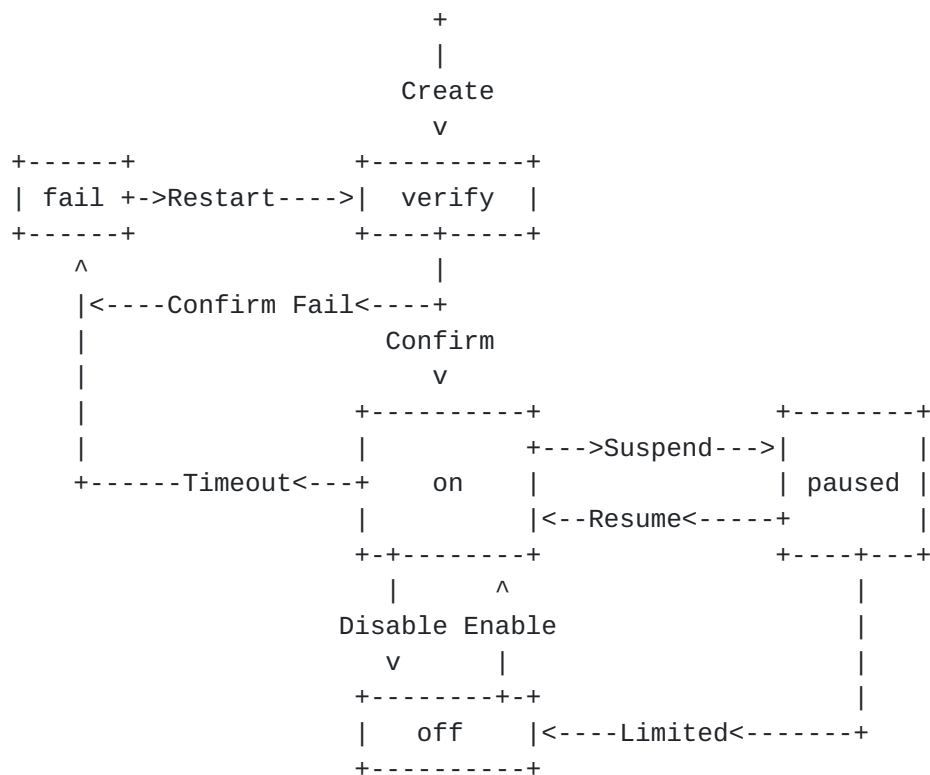 +
|
Create
v
+------+              +----------+
| fail +->Restart---->|  verify  |
+------+              +----+-----+
^                      |
|<----Confirm Fail<----+
|                   Confirm
|                      v
|                 +----------+               +--------+
|                 |          +--->Suspend--->|        |
+------Timeout<---+    on    |               | paused |
|          |<--Resume<-----+        |
+-+--------+               +----+---+
|      ^                      |
Disable Enable                   |
v      |                      |
+--------+-+                    |
|   off    |<----Limited<-------+
+----------+